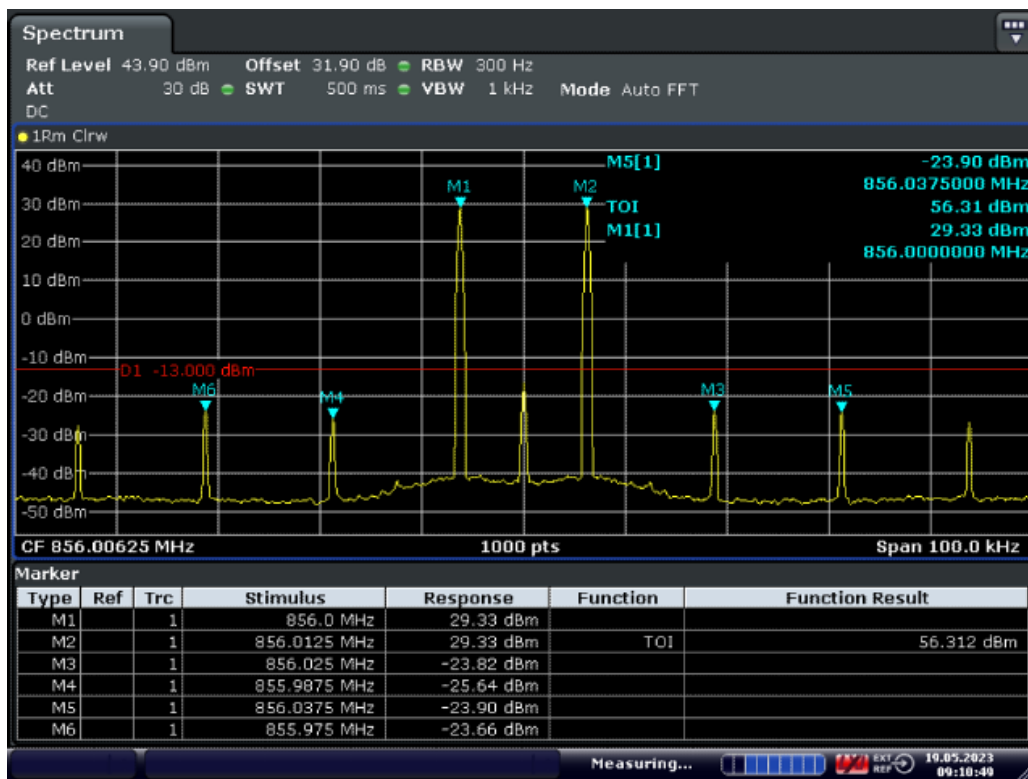 Spectrum
Ref Level 43.90 dBm Offset 31.90 dB RBW 300 Hz
Att 30 dB SWT 500 ms VBW 1 kHz Mode Auto FFT
DC
1Rm Clrw
40 dBm M5[1] -23.90 dBm
M1 M2 856.0375000 MHz
30 dBm TOI 56.31 dBm
M1[1] 29.33 dBm
20 dBm 856.0000000 MHz
10 dBm
0 dBm
-10 dBm
D1 -13.000 dBm
M6 M4 M3 M5
-20 dBm
-30 dBm
-40 dBm
-50 dBm
CF 856.00625 MHz 1000 pts Span 100.0 kHz
Marker
Type Ref Trc Stimulus Response Function Function Result
M1 1 856.0 MHz 29.33 dBm
M2 1 856.0125 MHz 29.33 dBm TOI 56.312 dBm
M3 1 856.025 MHz -23.82 dBm
M4 1 855.9875 MHz -25.64 dBm
M5 1 856.0375 MHz -23.90 dBm
M6 1 855.975 MHz -23.66 dBm
Measuring... EXT REF 19.05.2023
09:10:49